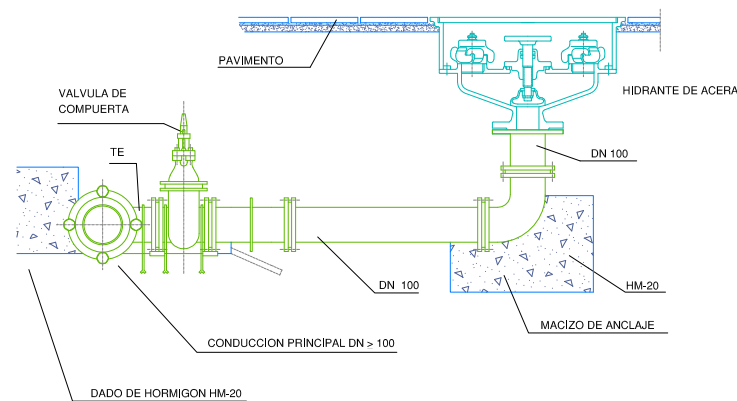 PAVIMENTO
VALVULA DE
COMPUERTA
HIDRANTE DE ACERA
TE
DN 100
DN 100
HM-20
MACIZO DE ANCLAJE
CONDUCCION PRINCIPAL DN > 100
DADO DE HORMIGON HM-20